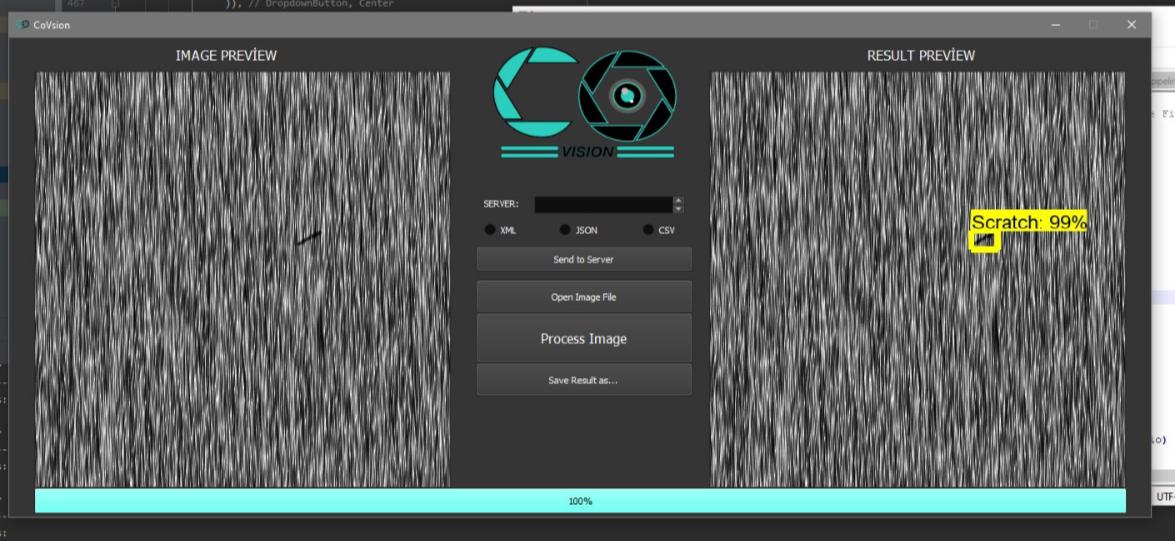 467 )), // DropdownButton, Center
CoVsion
IMAGE PREVİEW
RESULT PREVİEW
VISION
SERVER:
XML JSON CSV
Send to Server
Open Image File
Process Image
Save Result as...
Scratch: 99%
100%
UTF-